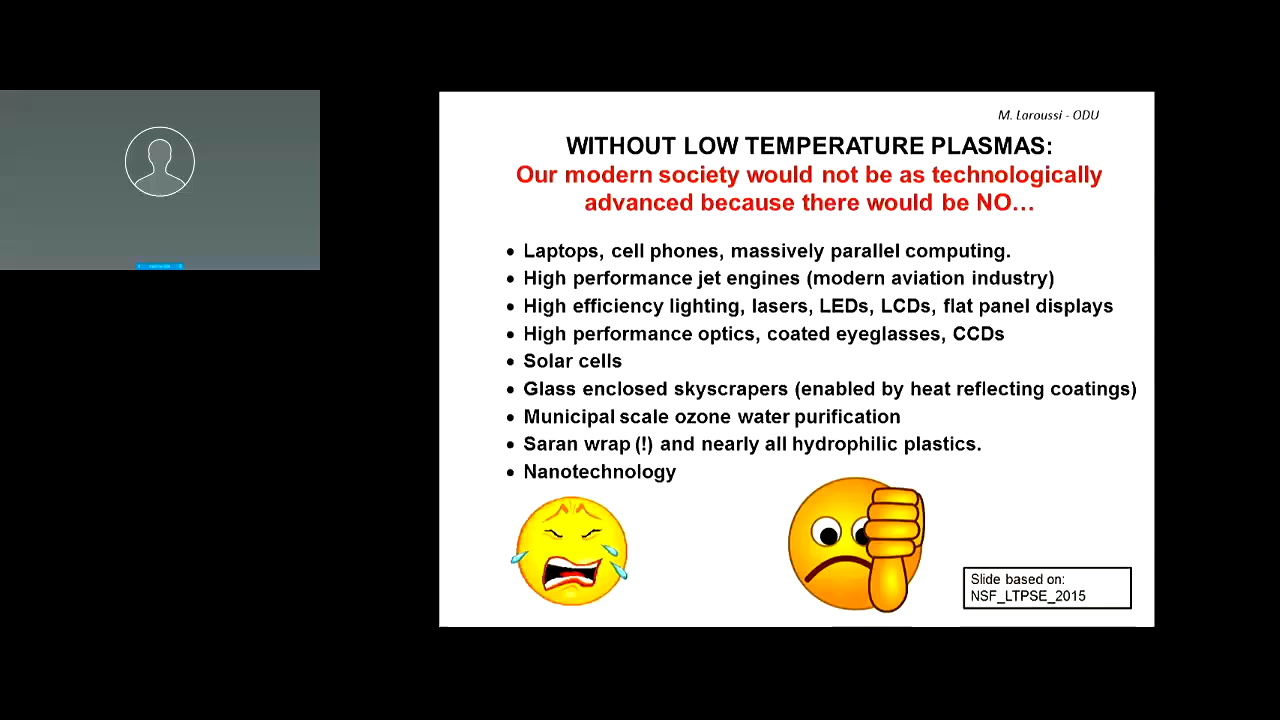 M. Laroussi - ODU
WITHOUT LOW TEMPERATURE PLASMAS:
Our modern society would not be as technologically
advanced because there would be NO…
• Laptops, cell phones, massively parallel computing.
• High performance jet engines (modern aviation industry)
• High efficiency lighting, lasers, LEDs, LCDs, flat panel displays
• High performance optics, coated eyeglasses, CCDs
• Solar cells
• Glass enclosed skyscrapers (enabled by heat reflecting coatings)
• Municipal scale ozone water purification
• Saran wrap (!) and nearly all hydrophilic plastics.
• Nanotechnology
Slide based on:
NSF_LTPSE_2015